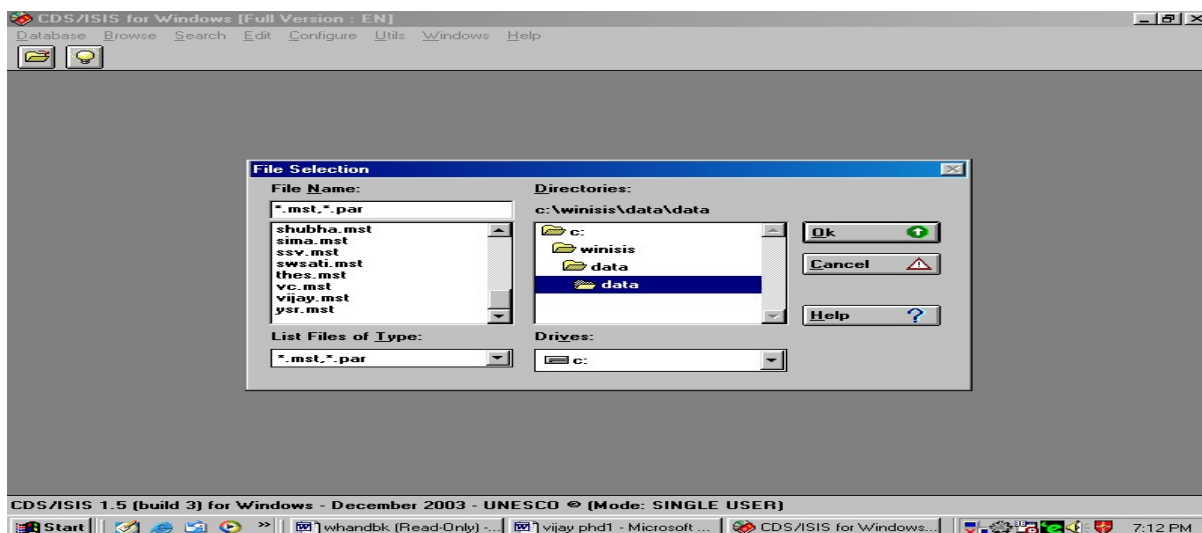 CDS/ISIS for Windows [Full Version : EN]
Database Browse Search Edit Configure Utils Windows Help
File Selection
File Name:
*.mst,*.par
shubha.mst
sima.mst
ssv.mst
swsati.mst
thes.mst
vc.mst
vijay.mst
ysr.mst
List Files of Type:
*.mst,*.par
Directories:
c:\winisis\data\data
c:
winisis
data
data
Drives:
c:
Ok
Cancel
Help
CDS/ISIS 1.5 (build 3) for Windows - December 2003 - UNESCO © (Mode: SINGLE USER)
Start
whandbk (Read-Only) -...
vijay phd1 - Microsoft ...
CDS/ISIS for Windows...
7:12 PM